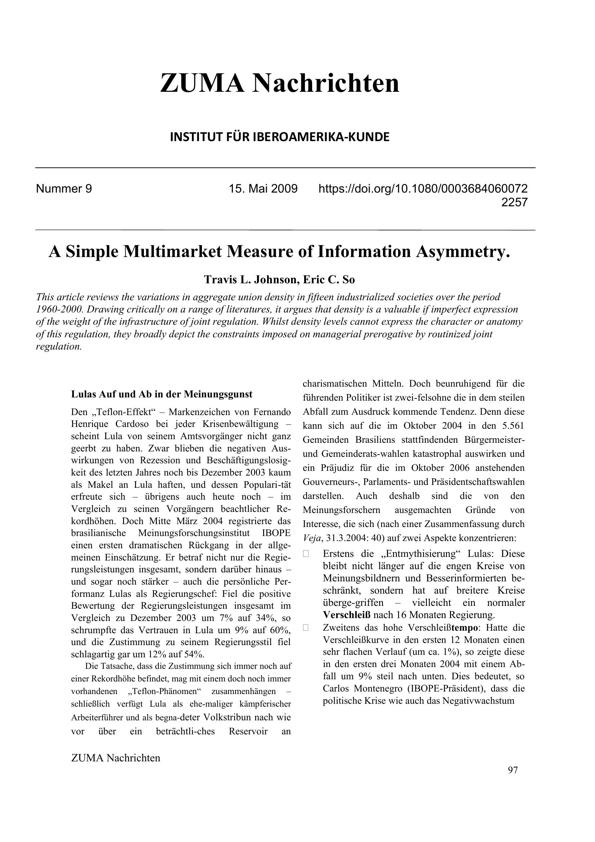 ZUMA Nachrichten
INSTITUT FÜR IBEROAMERIKA-KUNDE
Nummer 9
15. Mai 2009
https://doi.org/10.1080/0003684060072
2257
A Simple Multimarket Measure of Information Asymmetry.
Travis L. Johnson, Eric C. So
This article reviews the variations in aggregate union density in fifteen industrialized societies over the period
1960-2000. Drawing critically on a range of literatures, it argues that density is a valuable if imperfect expression
of the weight of the infrastructure of joint regulation. Whilst density levels cannot express the character or anatomy
of this regulation, they broadly depict the constraints imposed on managerial prerogative by routinized joint
regulation.
Lulas Auf und Ab in der Meinungsgunst
Den „Teflon-Effekt“ – Markenzeichen von Fernando
Henrique Cardoso bei jeder Krisenbewältigung –
scheint Lula von seinem Amtsvorgänger nicht ganz
geerbt zu haben. Zwar blieben die negativen Aus-
wirkungen von Rezession und Beschäftigungslosig-
keit des letzten Jahres noch bis Dezember 2003 kaum
als Makel an Lula haften, und dessen Populari-tät
erfreute sich – übrigens auch heute noch – im
Vergleich zu seinen Vorgängern beachtlicher Re-
kordhöhen. Doch Mitte März 2004 registrierte das
brasilianische Meinungsforschungsinstitut IBOPE
einen ersten dramatischen Rückgang in der allge-
meinen Einschätzung. Er betraf nicht nur die Regie-
rungsleistungen insgesamt, sondern darüber hinaus –
und sogar noch stärker – auch die persönliche Per-
formanz Lulas als Regierungschef: Fiel die positive
Bewertung der Regierungsleistungen insgesamt im
Vergleich zu Dezember 2003 um 7% auf 34%, so
schrumpfte das Vertrauen in Lula um 9% auf 60%,
und die Zustimmung zu seinem Regierungsstil fiel
schlagartig gar um 12% auf 54%.
Die Tatsache, dass die Zustimmung sich immer noch auf
einer Rekordhöhe befindet, mag mit einem doch noch immer
vorhandenen „Teflon-Phänomen“ zusammenhängen –
schließlich verfügt Lula als ehe-maliger kämpferischer
Arbeiterführer und als begna-deter Volkstribun nach wie
vor über ein beträchtli-ches Reservoir an
charismatischen Mitteln. Doch beunruhigend für die
führenden Politiker ist zwei-felsohne die in dem steilen
Abfall zum Ausdruck kommende Tendenz. Denn diese
kann sich auf die im Oktober 2004 in den 5.561
Gemeinden Brasiliens stattfindenden Bürgermeister-
und Gemeinderats-wahlen katastrophal auswirken und
ein Präjudiz für die im Oktober 2006 anstehenden
Gouverneurs-, Parlaments- und Präsidentschaftswahlen
darstellen. Auch deshalb sind die von den
Meinungsforschern ausgemachten Gründe von
Interesse, die sich (nach einer Zusammenfassung durch
Veja, 31.3.2004: 40) auf zwei Aspekte konzentrieren:
Erstens die „Entmythisierung“ Lulas: Diese
bleibt nicht länger auf die engen Kreise von
Meinungsbildnern und Besserinformierten be-
schränkt, sondern hat auf breitere Kreise
überge-griffen – vielleicht ein normaler
Verschleiß nach 16 Monaten Regierung.
Zweitens das hohe Verschleißtempo: Hatte die
Verschleißkurve in den ersten 12 Monaten einen
sehr flachen Verlauf (um ca. 1%), so zeigte diese
in den ersten drei Monaten 2004 mit einem Ab-
fall um 9% steil nach unten. Dies bedeutet, so
Carlos Montenegro (IBOPE-Präsident), dass die
politische Krise wie auch das Negativwachstum
ZUMA Nachrichten
97